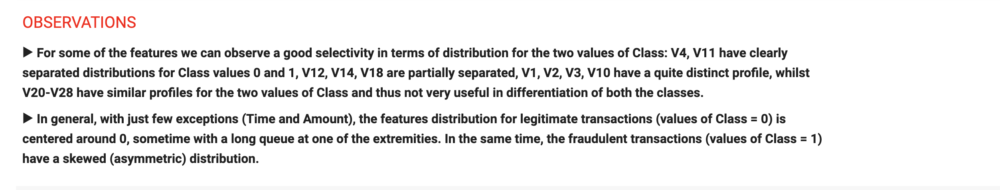 OBSERVATIONS
▶ For some of the features we can observe a good selectivity in terms of distribution for the two values of Class: V4, V11 have clearly
separated distributions for Class values 0 and 1, V12, V14, V18 are partially separated, V1, V2, V3, V10 have a quite distinct profile, whilst
V20-V28 have similar profiles for the two values of Class and thus not very useful in differentiation of both the classes.
▶ In general, with just few exceptions (Time and Amount), the features distribution for legitimate transactions (values of Class = 0) is
centered around 0, sometime with a long queue at one of the extremities. In the same time, the fraudulent transactions (values of Class = 1)
have a skewed (asymmetric) distribution.